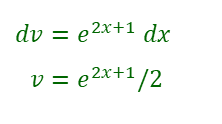 dv = e^{2x+1} dx
v = e^{2x+1}/2